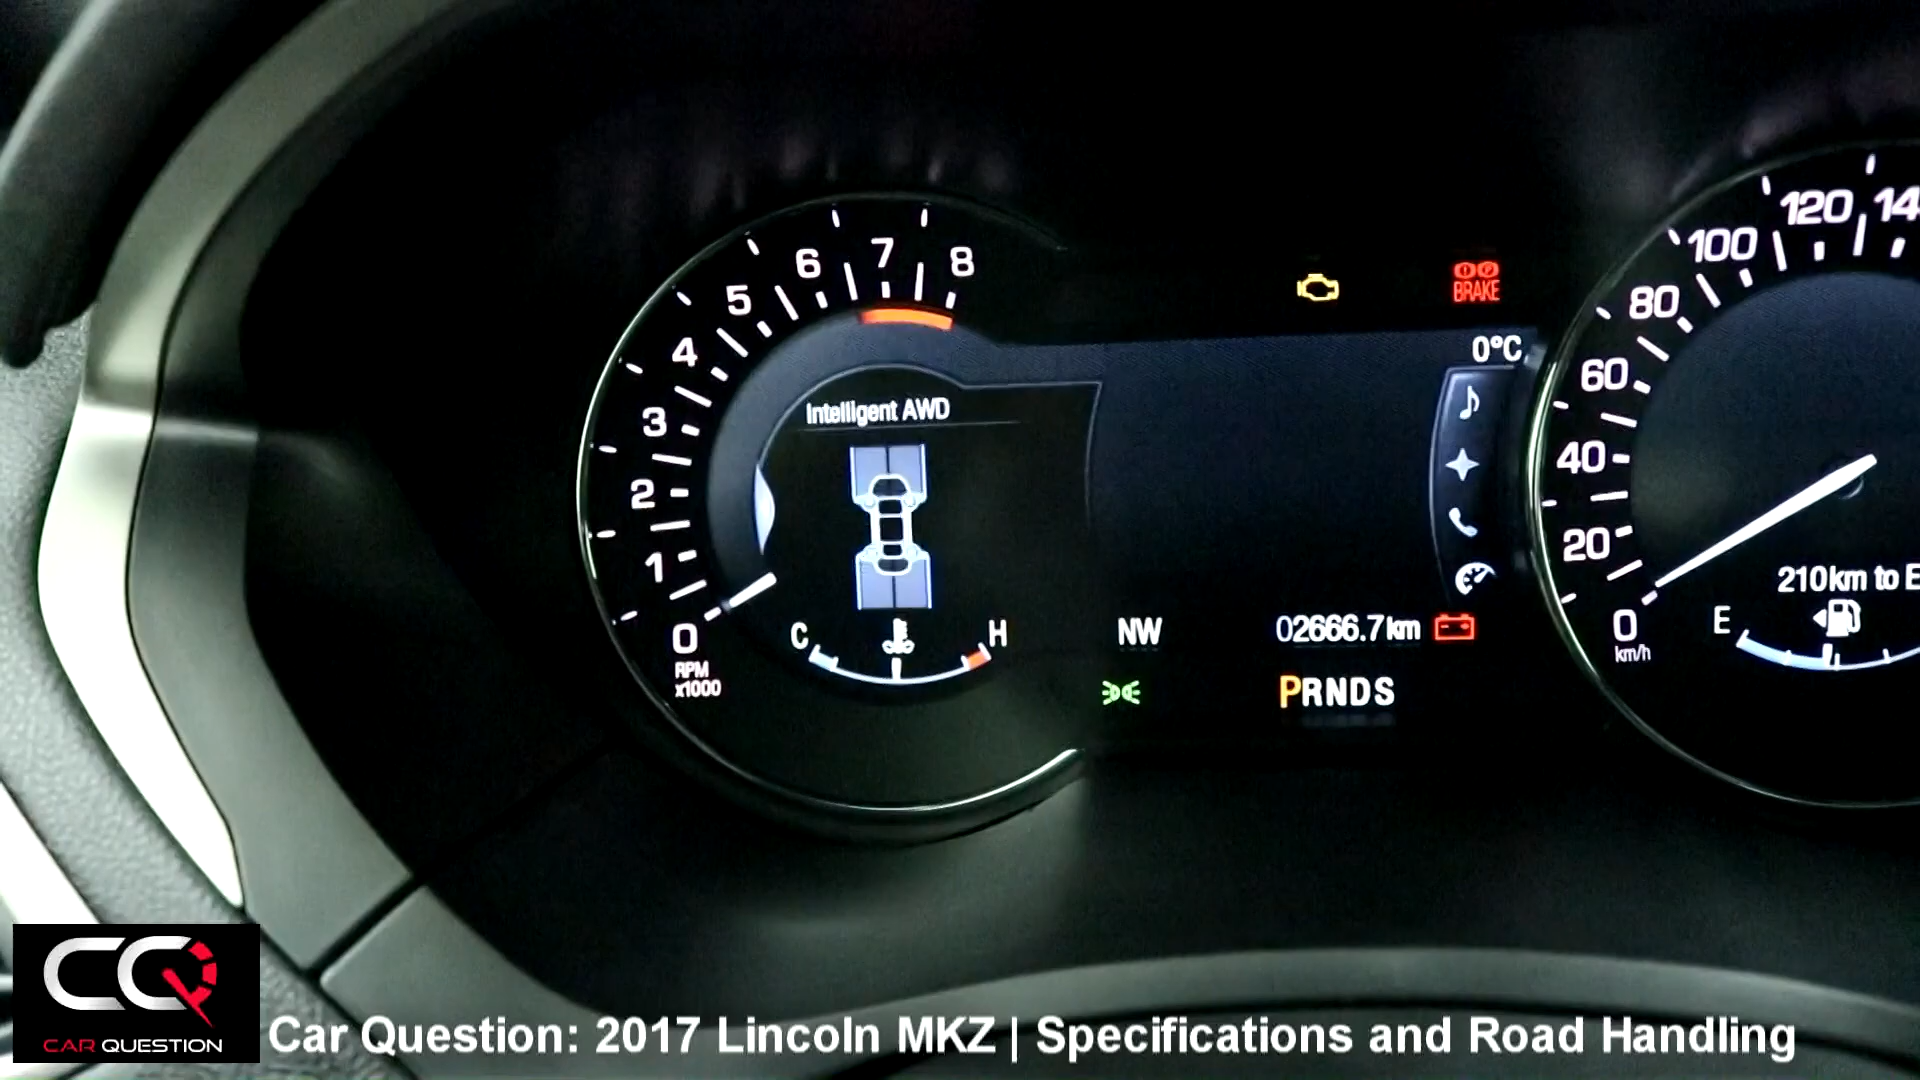 0
1
2
3
4
5
6
7
8
RPM
x1000
Intelligent AWD
C
H
BRAKE
0°C
NW
02666.7km
PRNDS
0
20
40
60
80
100
120
km/h
210km to
E
CQ
CAR QUESTION
Car Question: 2017 Lincoln MKZ | Specifications and Road Handling